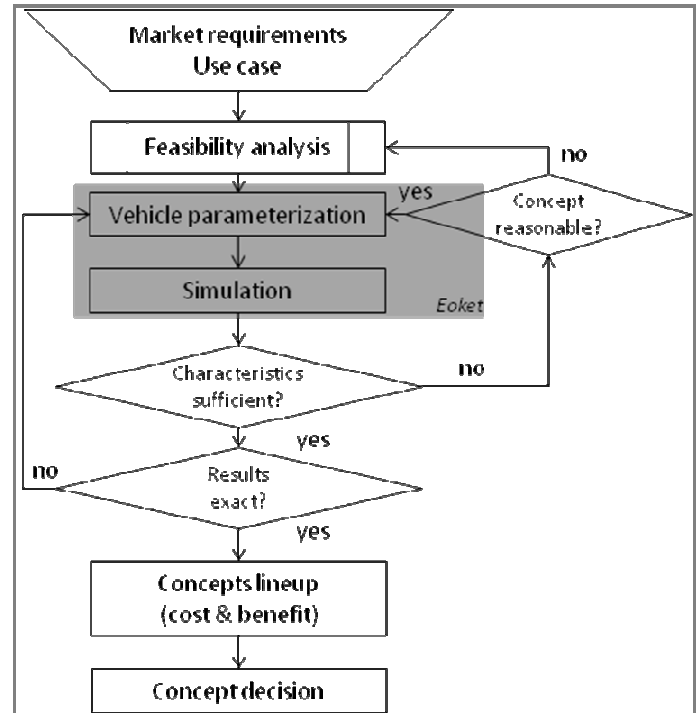 Market requirements
Use case
Feasibility analysis
no
yes
Concept
reasonable?
Vehicle parameterization
Simulation
Eoket
Characteristics
sufficient?
no
yes
no
Results
exact?
yes
Concepts lineup
(cost & benefit)
Concept decision